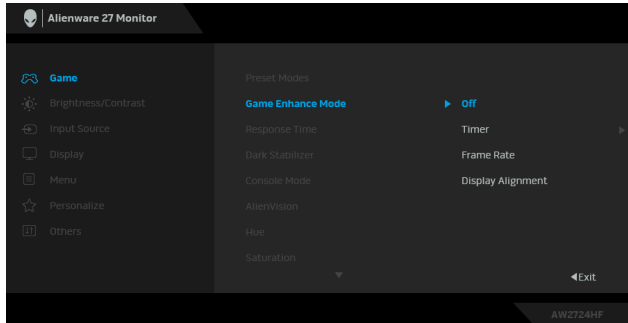 Alienware 27 Monitor
Game
Brightness/Contrast
Input Source
Display
Menu
Personalize
Others
Preset Modes
Game Enhance Mode
Response Time
Dark Stabilizer
Console Mode
AlienVision
Hue
Saturation
Off
Timer
Frame Rate
Display Alignment
Exit
AW2724HF